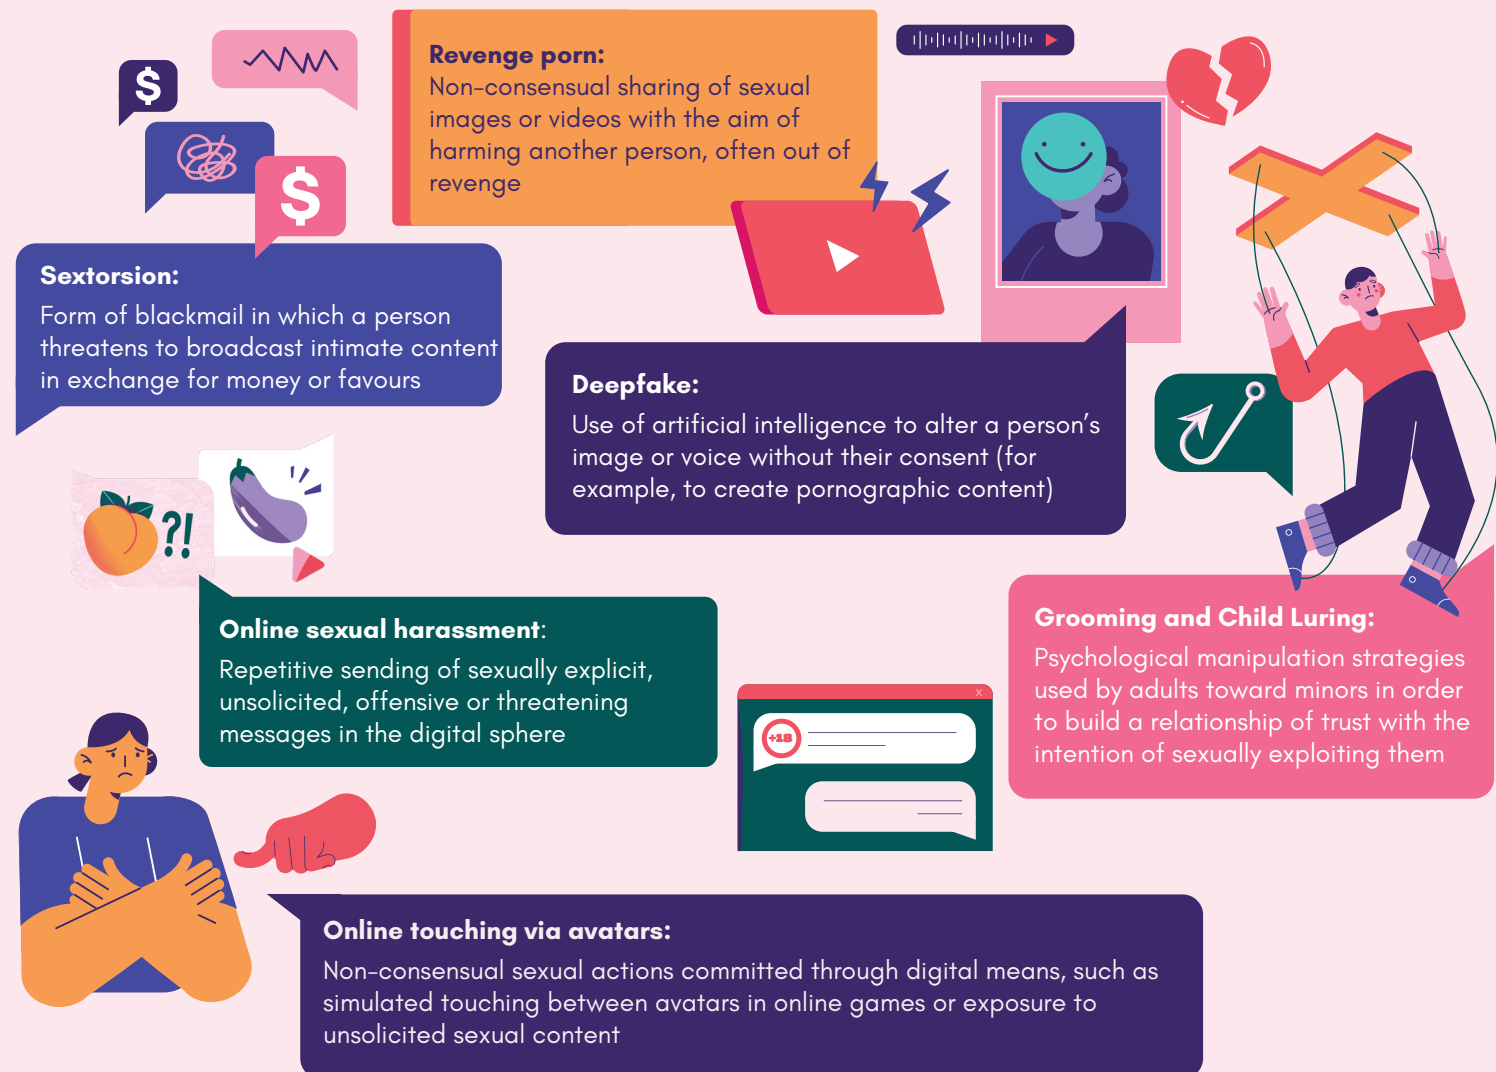 $
$
Revenge porn:
Non-consensual sharing of sexual
images or videos with the aim of
harming another person, often out of
revenge
Sextorsion:
Form of blackmail in which a person
threatens to broadcast intimate content
in exchange for money or favours
Deepfake:
Use of artificial intelligence to alter a person's
image or voice without their consent (for
example, to create pornographic content)
?!
Online sexual harassment:
Repetitive sending of sexually explicit,
unsolicited, offensive or threatening
messages in the digital sphere
Grooming and Child Luring:
Psychological manipulation strategies
used by adults toward minors in order
to build a relationship of trust with the
intention of sexually exploiting them
x
+18
Online touching via avatars:
Non-consensual sexual actions committed through digital means, such as
simulated touching between avatars in online games or exposure to
unsolicited sexual content